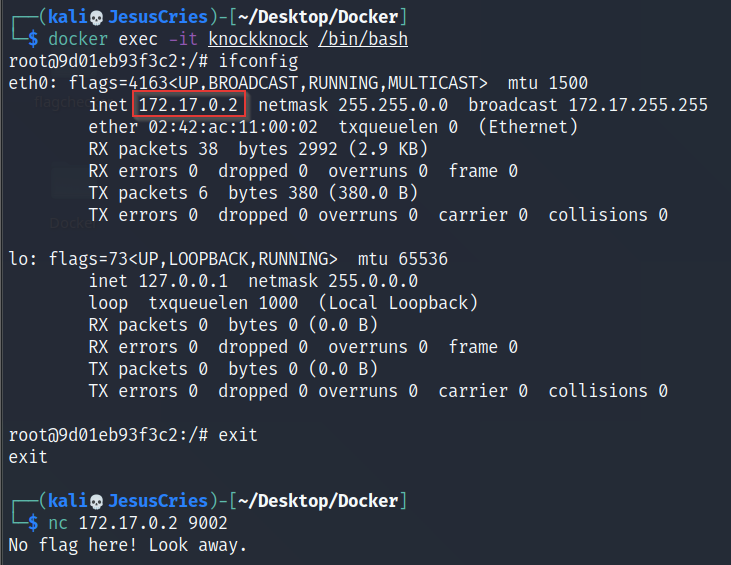 ┌──(kali💀JesusCries)-[~/Desktop/Docker]
└─$ docker exec -it knockknock /bin/bash
root@9d01eb93f3c2:/# ifconfig
eth0: flags=4163<UP,BROADCAST,RUNNING,MULTICAST>  mtu 1500
        inet 172.17.0.2  netmask 255.255.0.0  broadcast 172.17.255.255
        ether 02:42:ac:11:00:02  txqueuelen 0  (Ethernet)
        RX packets 38  bytes 2992 (2.9 KB)
        RX errors 0  dropped 0  overruns 0  frame 0
        TX packets 6  bytes 380 (380.0 B)
        TX errors 0  dropped 0 overruns 0  carrier 0  collisions 0

lo: flags=73<UP,LOOPBACK,RUNNING>  mtu 65536
        inet 127.0.0.1  netmask 255.0.0.0
        loop  txqueuelen 1000  (Local Loopback)
        RX packets 0  bytes 0 (0.0 B)
        RX errors 0  dropped 0  overruns 0  frame 0
        TX packets 0  bytes 0 (0.0 B)
        TX errors 0  dropped 0 overruns 0  carrier 0  collisions 0

root@9d01eb93f3c2:/# exit
exit

┌──(kali💀JesusCries)-[~/Desktop/Docker]
└─$ nc 172.17.0.2 9002
No flag here! Look away.